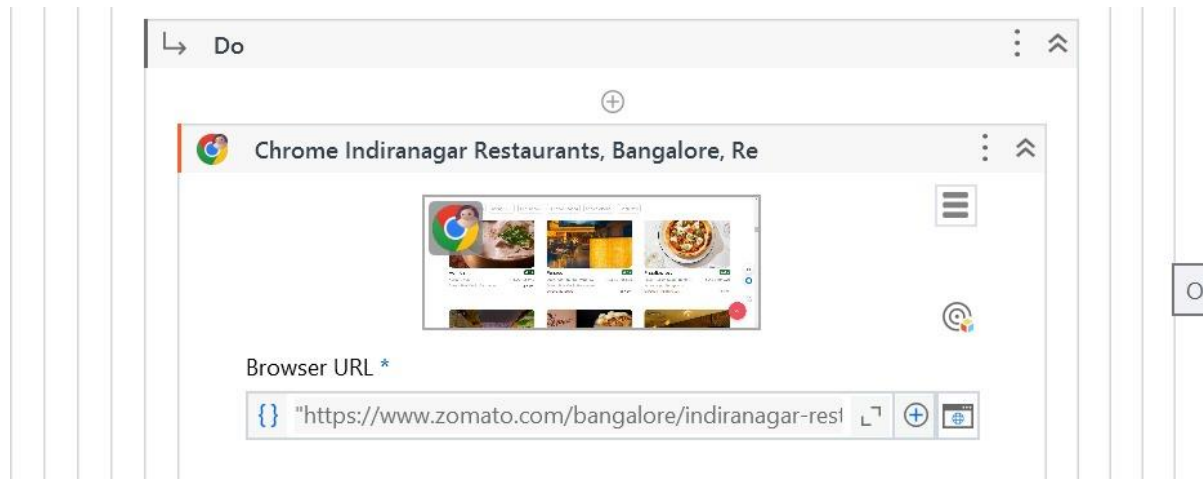 Do
Chrome Indiranagar Restaurants, Bangalore, Re
Browser URL *
{} "https://www.zomato.com/bangalore/indiranagar-rest